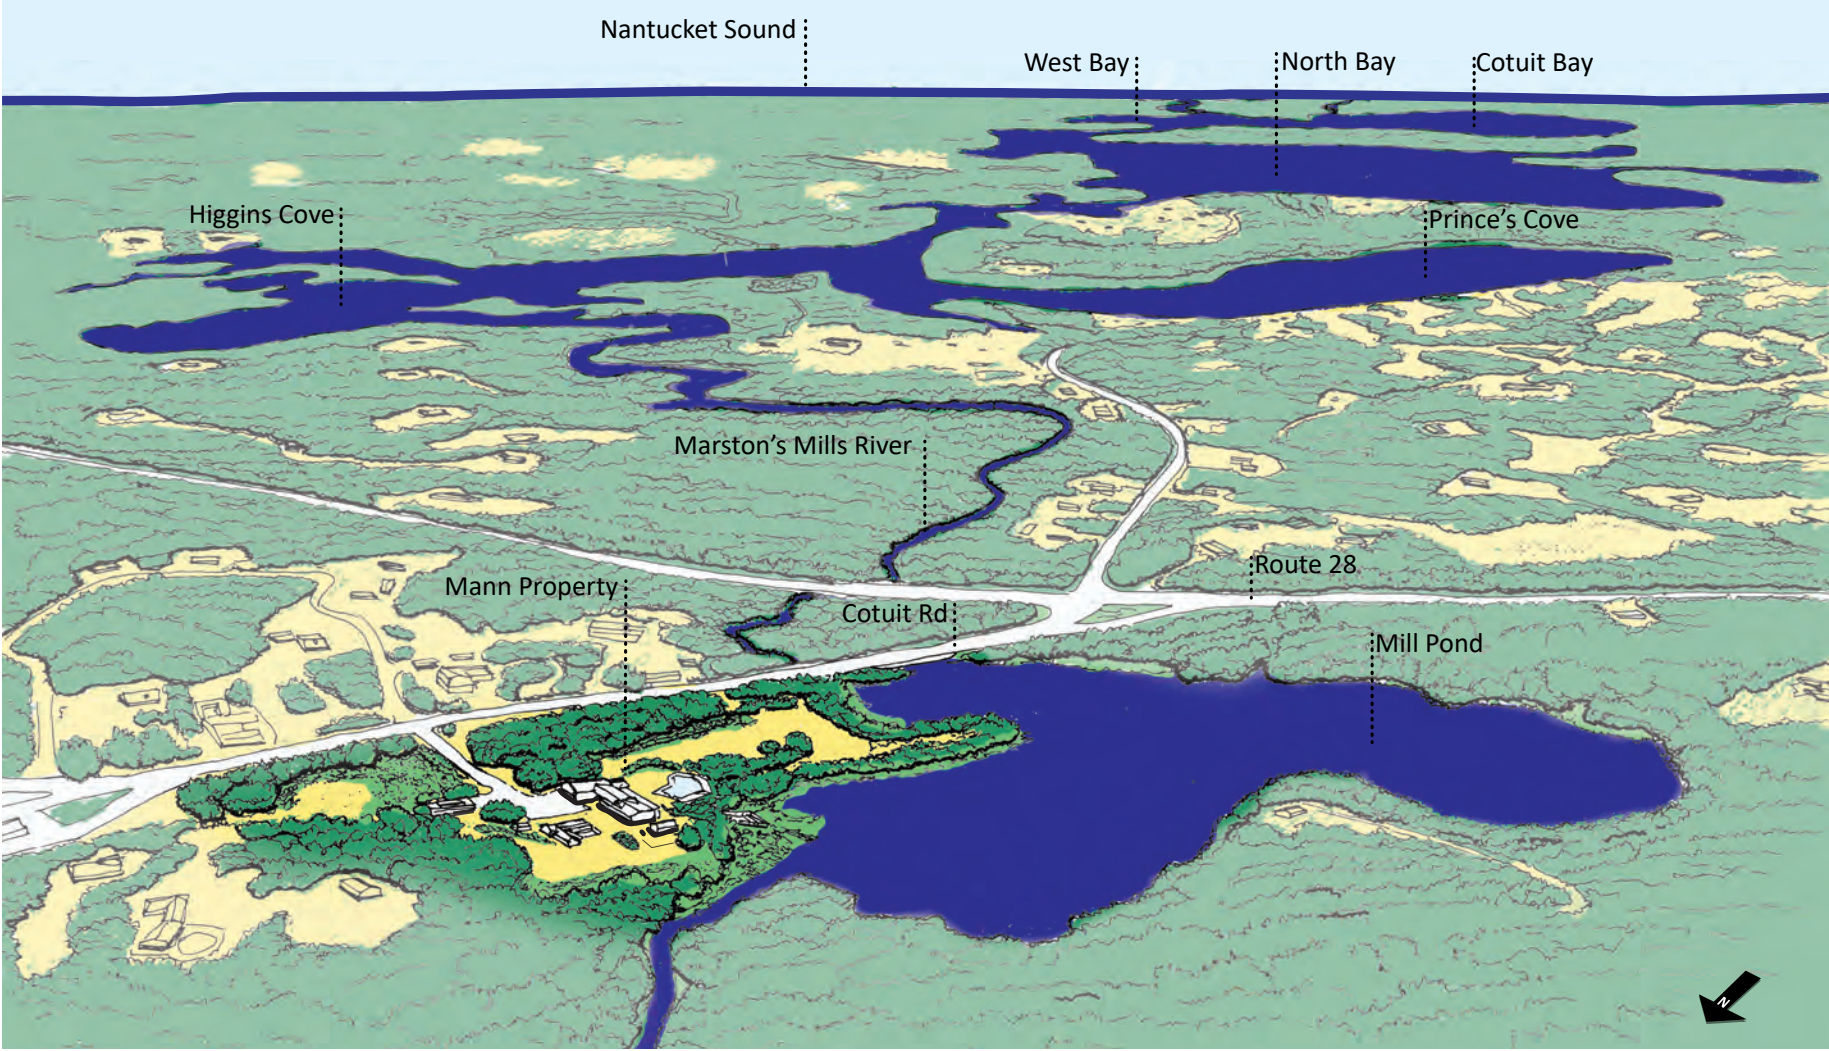 Nantucket Sound
West Bay
North Bay
Cotuit Bay
Higgins Cove
Prince's Cove
Marston's Mills River
Route 28
Mann Property
Cotuit Rd
Mill Pond
N